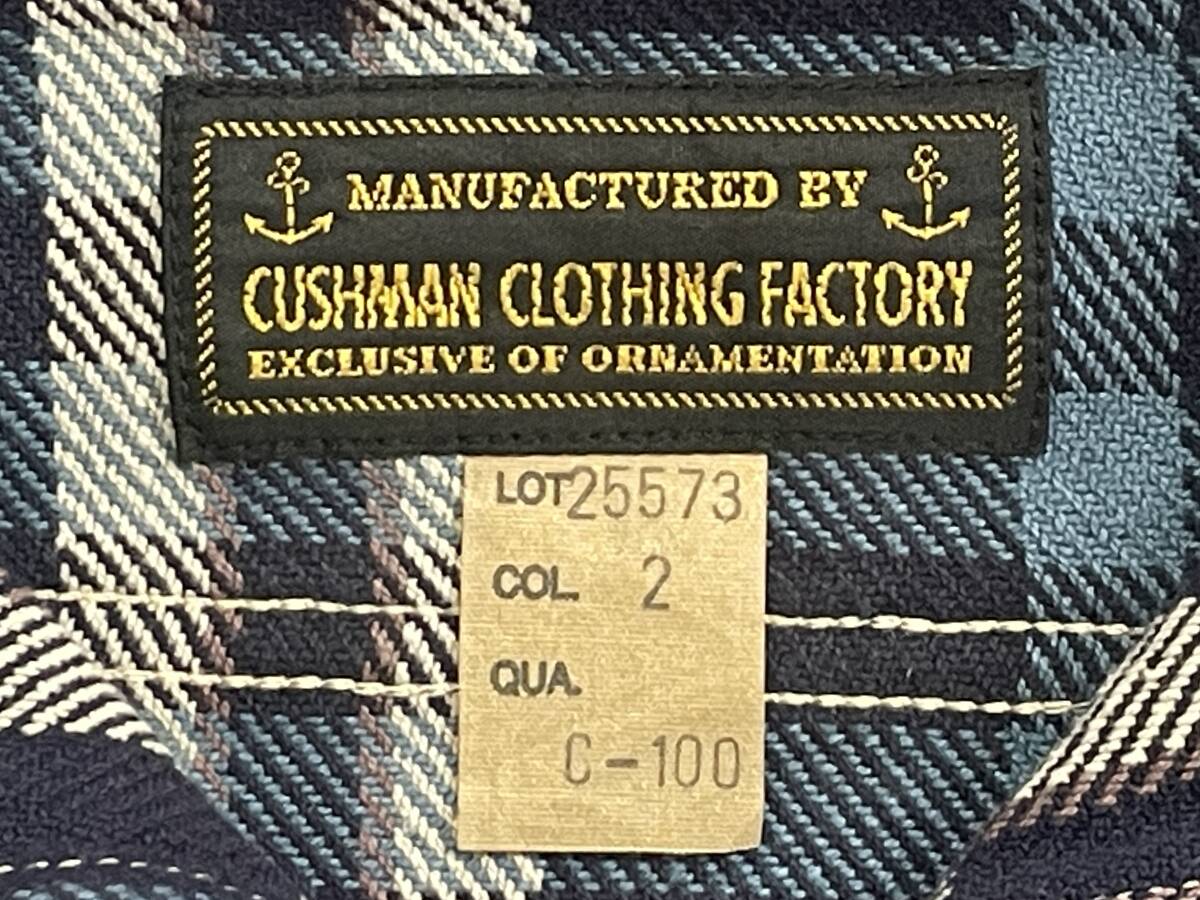 MANUFACTURED BY
CUSHMAN CLOTHING FACTORY
EXCLUSIVE OF ORNAMENTATION
LOT 25573
COL. 2
QUA.
C-100